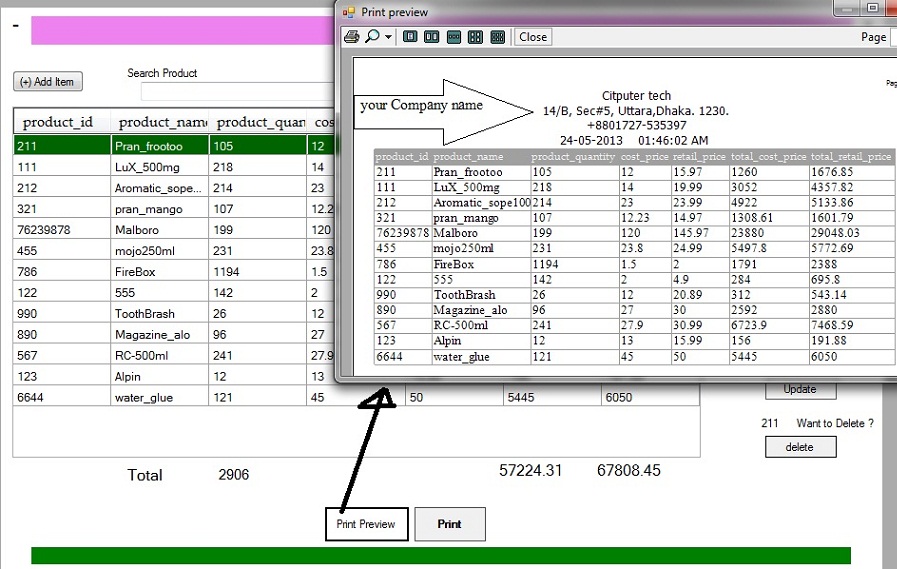 -
(+) Add Item
Search Product
product_id product_name product_quan cos
211 Pran_frootoo 105 12
111 LuX_500mg 218 14
212 Aromatic_sope... 214 23
321 pran_mango 107 12.2
76239878 Malboro 199 120
455 mojo250ml 231 23.8
786 FireBox 1194 1.5
122 555 142 2
990 ToothBrash 26 12
890 Magazine_alo 96 27
567 RC-500ml 241 27.9
123 Alpin 12 13
6644 water_glue 121 45 50 5445 6050
Total 2906 57224.31 67808.45
Print Preview Print
Update
211 Want to Delete ?
delete
Print preview
Close Page
Pag
your Company name
Citputer tech
14/B, Sec#5, Uttara,Dhaka. 1230.
+8801727-535397
24-05-2013 01:46:02 AM
product_id product_name product_quantity cost_price retail_price total_cost_price total_retail_price
211 Pran_frootoo 105 12 15.97 1260 1676.85
111 LuX_500mg 218 14 19.99 3052 4357.82
212 Aromatic_sope100 214 23 23.99 4922 5133.86
321 pran_mango 107 12.23 14.97 1308.61 1601.79
76239878 Malboro 199 120 145.97 23880 29048.03
455 mojo250ml 231 23.8 24.99 5497.8 5772.69
786 FireBox 1194 1.5 2 1791 2388
122 555 142 2 4.9 284 695.8
990 ToothBrash 26 12 20.89 312 543.14
890 Magazine_alo 96 27 30 2592 2880
567 RC-500ml 241 27.9 30.99 6723.9 7468.59
123 Alpin 12 13 15.99 156 191.88
6644 water_glue 121 45 50 5445 6050